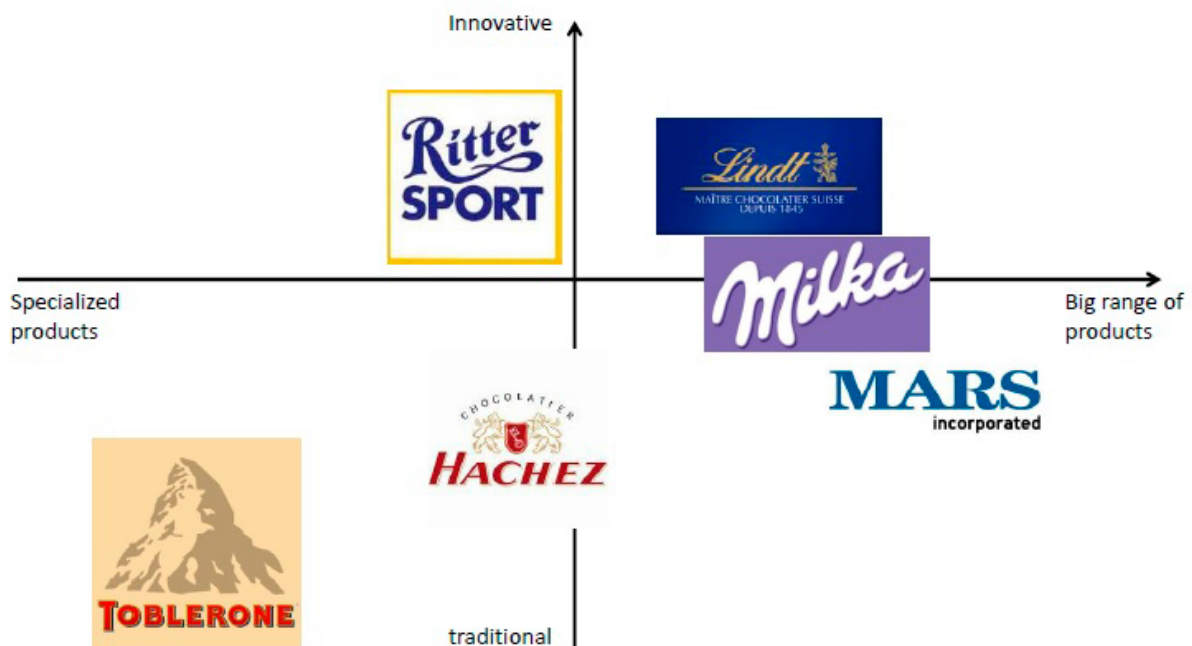 Innovative
Ritter
SPORT
Lindt
MAÎTRE CHOCOLATIER SUISSE
DEPUIS 1845
Milka
Specialized
products
Big range of
products
CHOCOLATIER
HACHEZ
MARS
incorporated
TOBLERONE
traditional